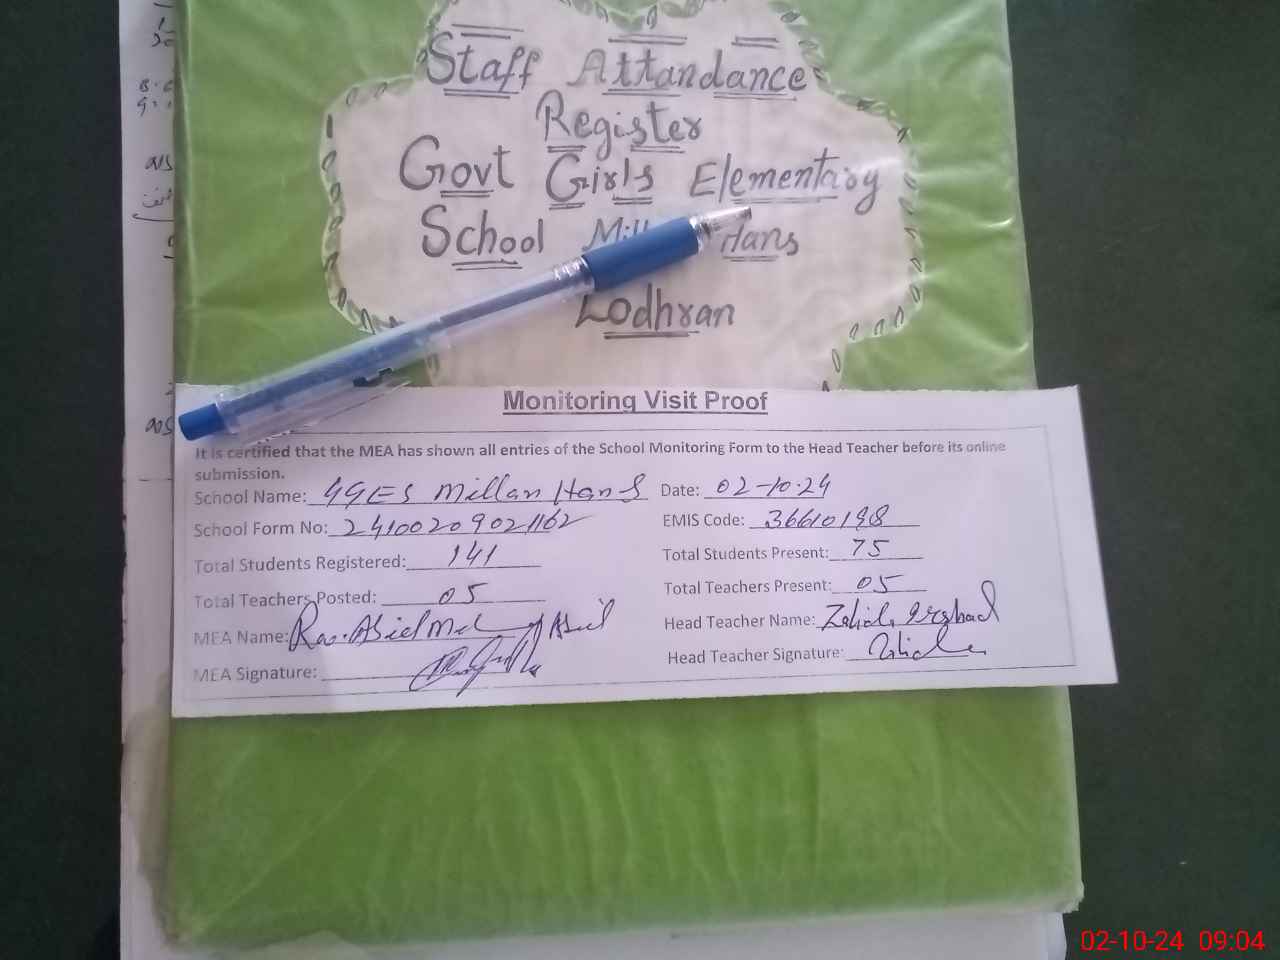 Staff Attandance
Register
Govt Girls Elementary
School Mill Hans
Lodhran
Monitoring Visit Proof
It is certified that the MEA has shown all entries of the School Monitoring Form to the Head Teacher before its online
submission.
School Name: GGES Millan Hans Date: 02-10-24
School Form No: 24100209021162 EMIS Code: 36610198
Total Students Registered: 141 Total Students Present: 75
Total Teachers Posted: 05 Total Teachers Present: 05
MEA Name: Head Teacher Name:
MEA Signature: Head Teacher Signature:
02-10-24 09:04